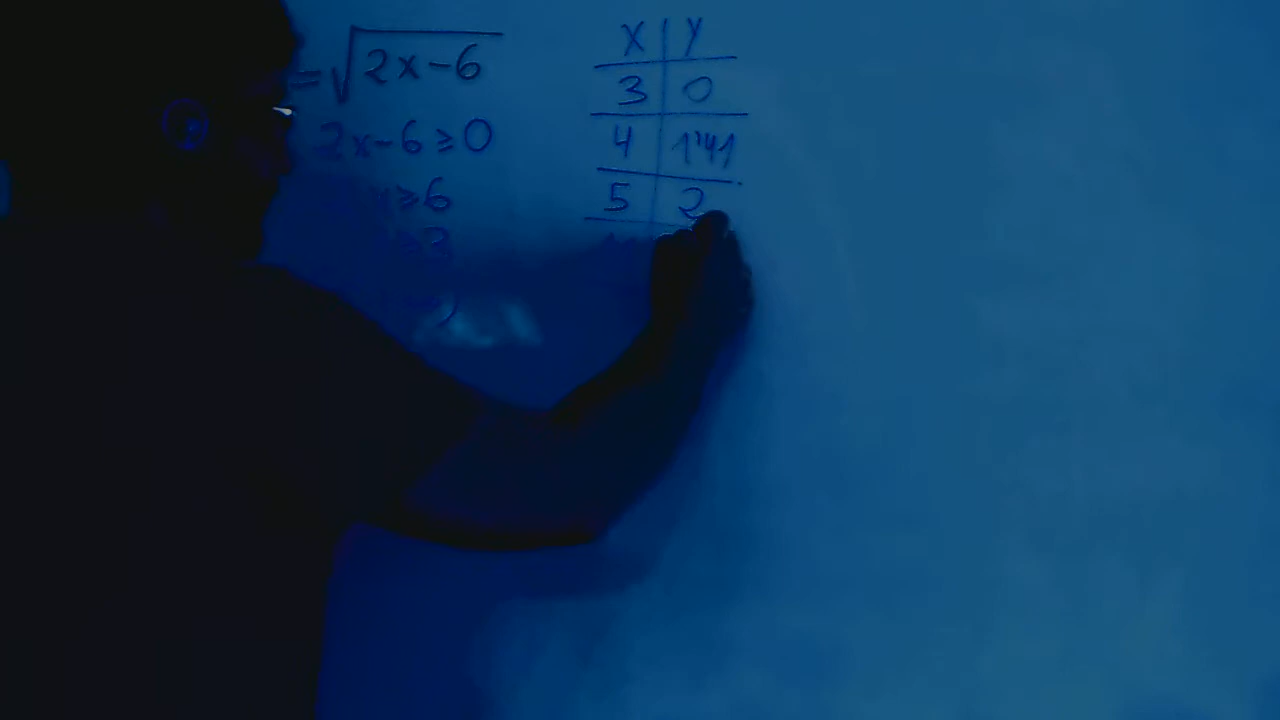 =√2x-6
2x-6≥0
≥6
≥3
x | y
3 | 0
4 | 1'41
5 | 2